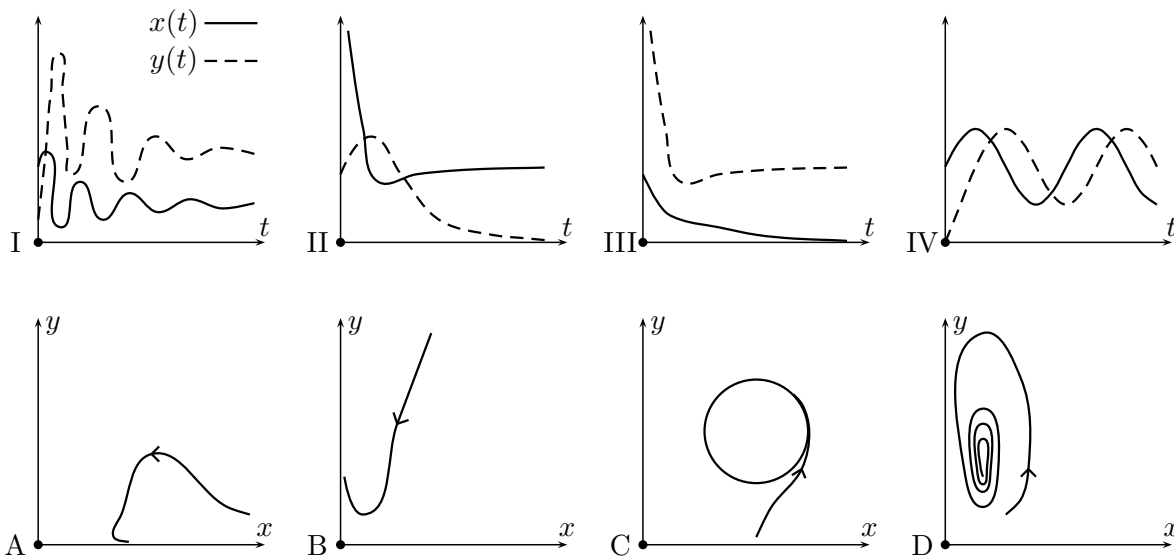 x(t)
y(t)
I t II t III t IV t
y y y y
A x B x C x D x